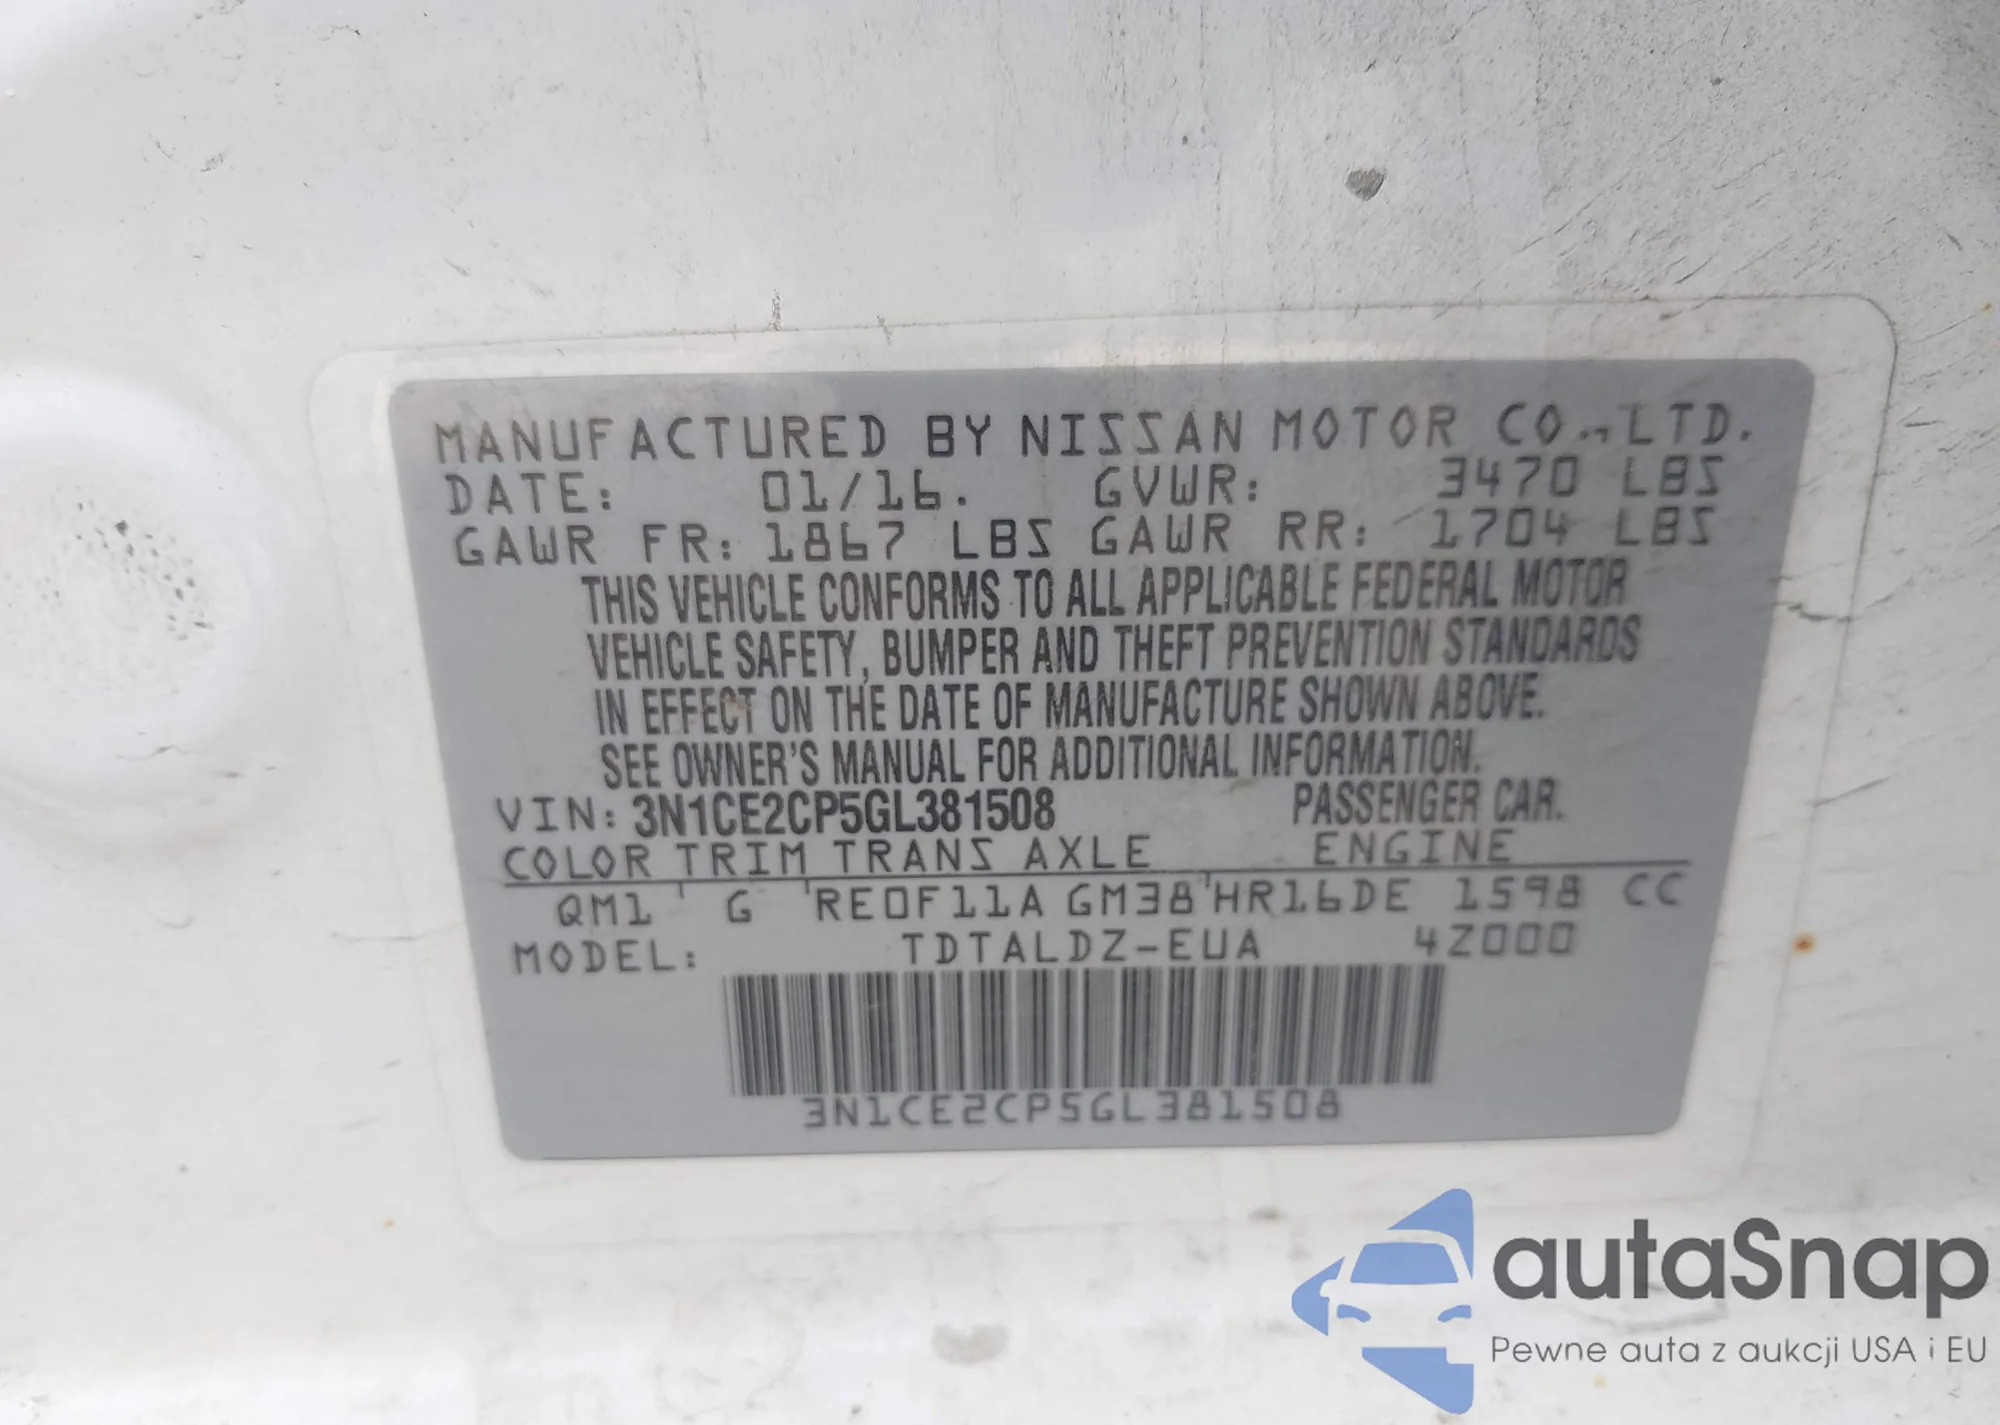 MANUFACTURED BY NISSAN MOTOR CO., LTD.
DATE: 01/16. GVWR: 3470 LBS
GAWR FR: 1867 LBS GAWR RR: 1704 LBS
THIS VEHICLE CONFORMS TO ALL APPLICABLE FEDERAL MOTOR
VEHICLE SAFETY, BUMPER AND THEFT PREVENTION STANDARDS
IN EFFECT ON THE DATE OF MANUFACTURE SHOWN ABOVE.
SEE OWNER'S MANUAL FOR ADDITIONAL INFORMATION.
VIN: 3N1CE2CP5GL381508 PASSENGER CAR.
COLOR TRIM TRANS AXLE ENGINE
QM1 G RE0F11A GM38 HR16DE 1598 CC
MODEL: TDTALDZ-EUA 4Z000
3N1CE2CP5GL381508
autaSnap
Pewne auta z aukcji USA i EU